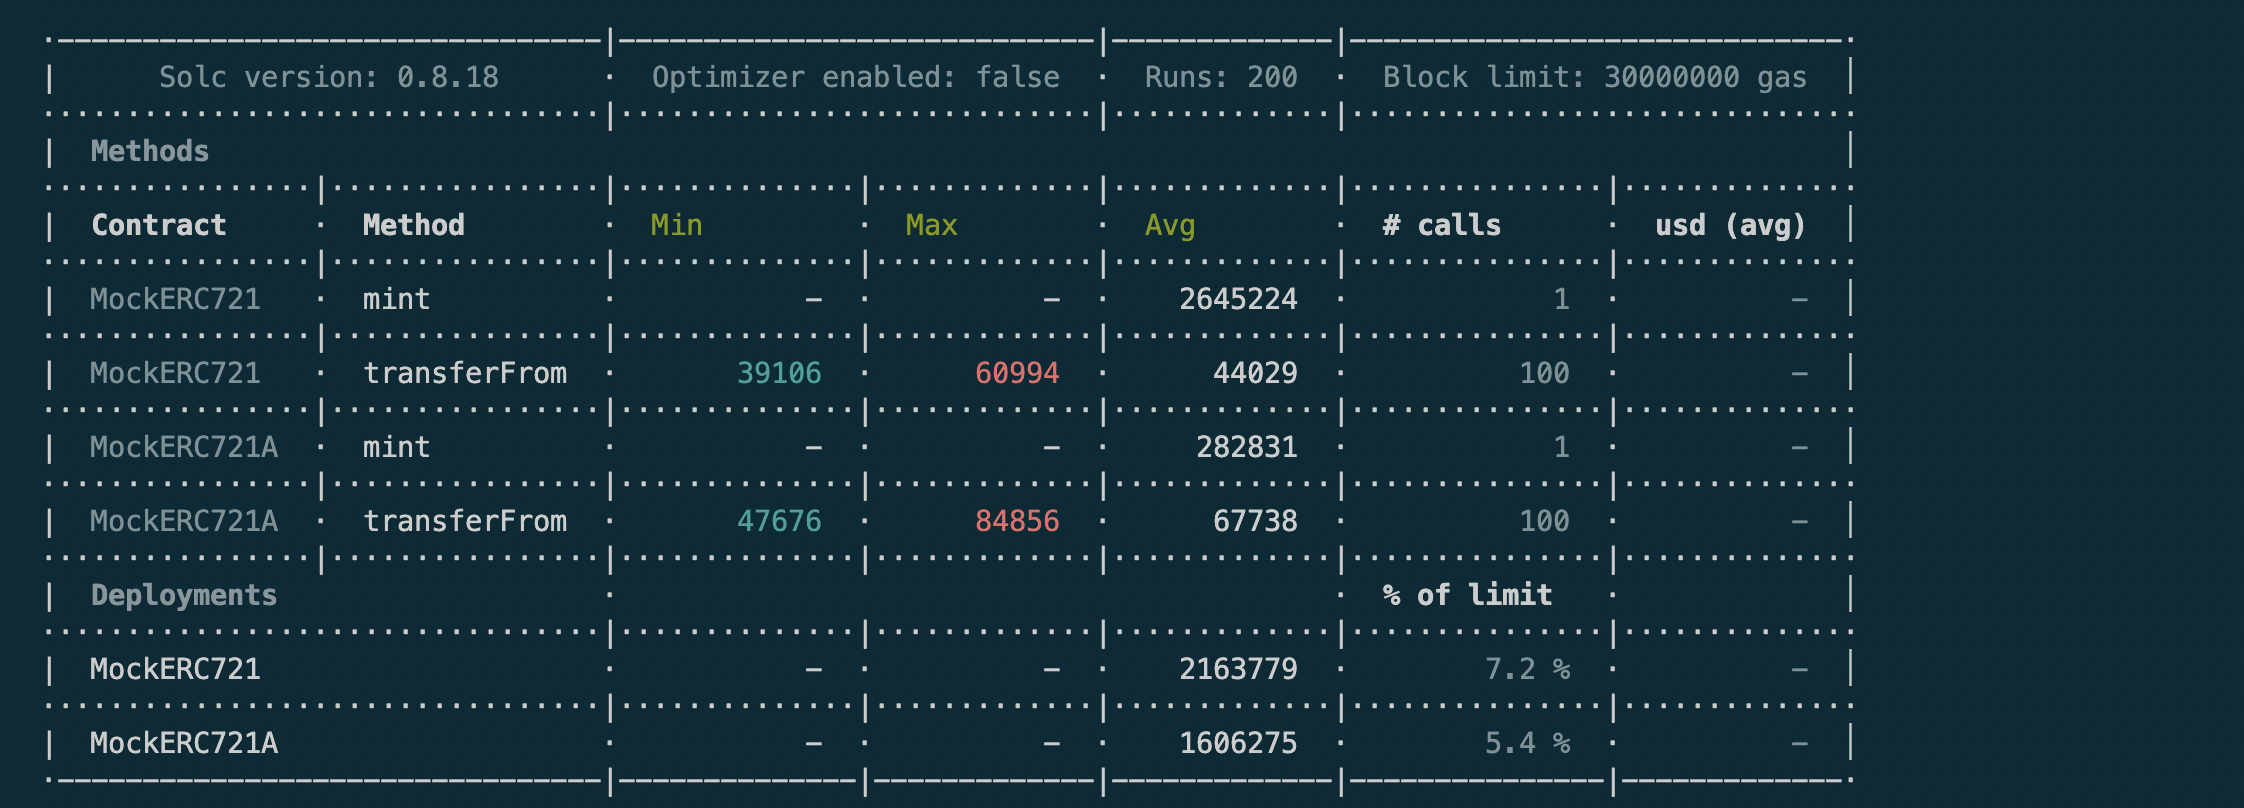 Solc version: 0.8.18 · Optimizer enabled: false · Runs: 200 · Block limit: 30000000 gas
Methods
Contract · Method · Min · Max · Avg · # calls · usd (avg)
MockERC721 · mint · – · – · 2645224 · 1 · –
MockERC721 · transferFrom · 39106 · 60994 · 44029 · 100 · –
MockERC721A · mint · – · – · 282831 · 1 · –
MockERC721A · transferFrom · 47676 · 84856 · 67738 · 100 · –
Deployments · · % of limit ·
MockERC721 · – · – · 2163779 · 7.2 % · –
MockERC721A · – · – · 1606275 · 5.4 % · –